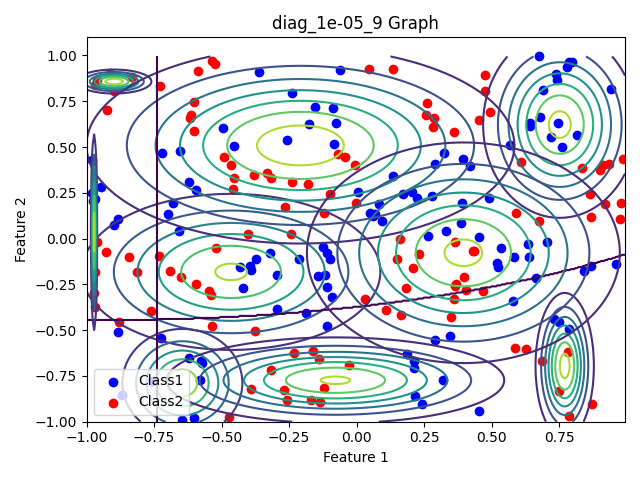 diag_1e-05_9 Graph
1.00
0.75
0.50
0.25
0.00
−0.25
−0.50
−0.75
−1.00
Feature 2
Class1
Class2
−1.00 −0.75 −0.50 −0.25 0.00 0.25 0.50 0.75
Feature 1